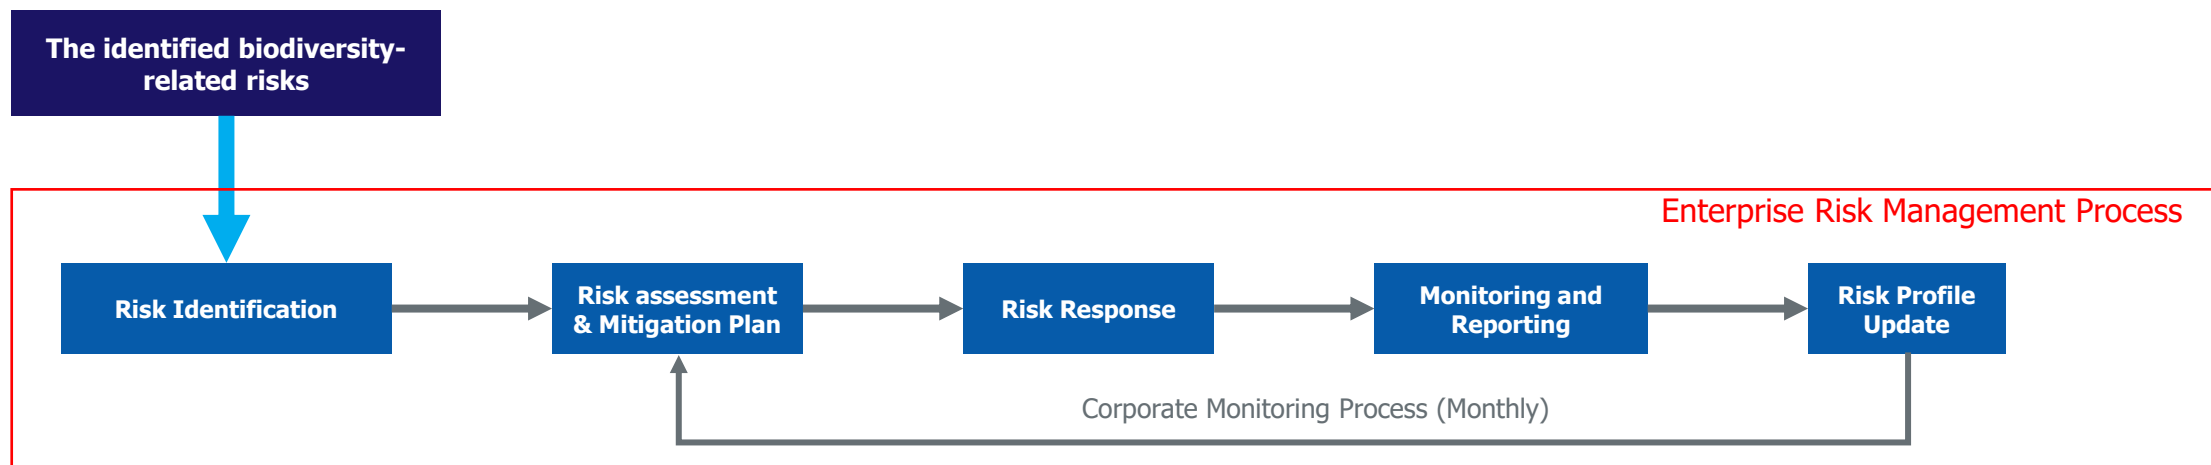 The identified biodiversity-
related risks
Enterprise Risk Management Process
Risk Identification
Risk assessment
& Mitigation Plan
Risk Response
Monitoring and
Reporting
Risk Profile
Update
Corporate Monitoring Process (Monthly)